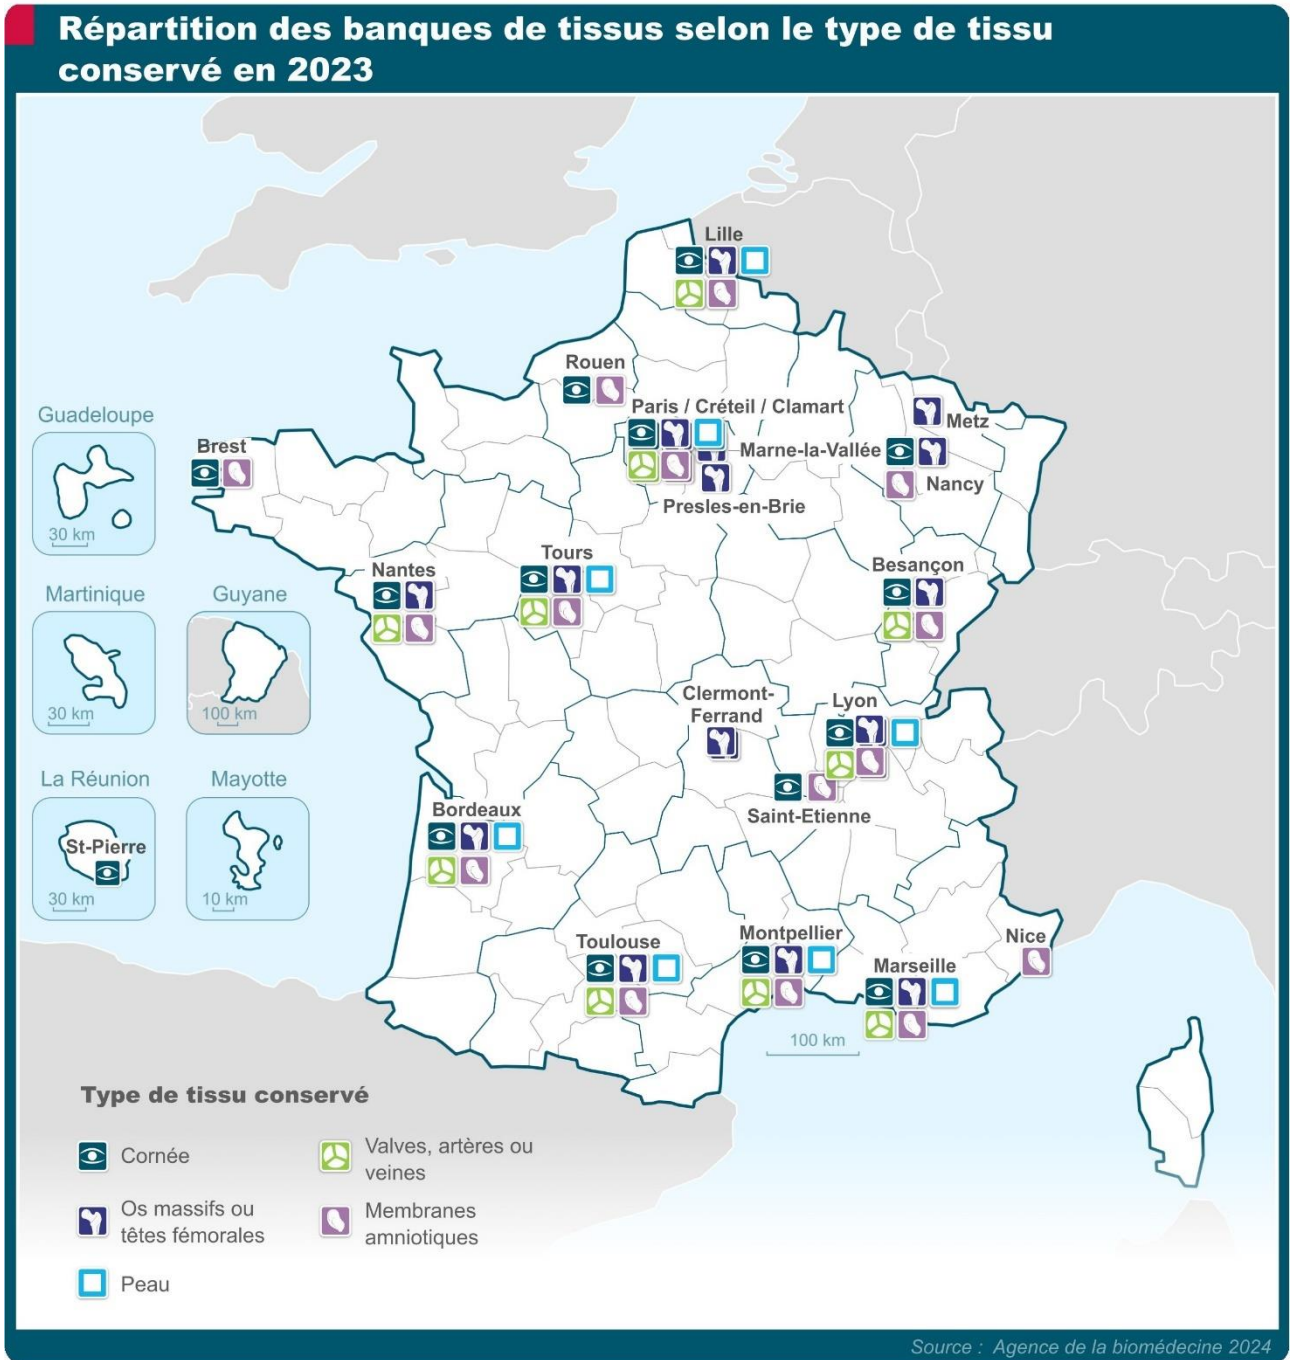 Répartition des banques de tissus selon le type de tissu
conservé en 2023
Lille
Rouen
Paris / Créteil / Clamart
Metz
Guadeloupe
Brest
Marne-la-Vallée
Nancy
Presles-en-Brie
30 km
Tours
Nantes
Besançon
Martinique
Guyane
30 km
100 km
Clermont-
Ferrand
Lyon
La Réunion
Mayotte
Saint-Etienne
Bordeaux
St-Pierre
30 km
10 km
Toulouse
Montpellier
Nice
Marseille
100 km
Type de tissu conservé
Cornée
Valves, artères ou
veines
Os massifs ou
têtes fémorales
Membranes
amniotiques
Peau
Source : Agence de la biomédecine 2024